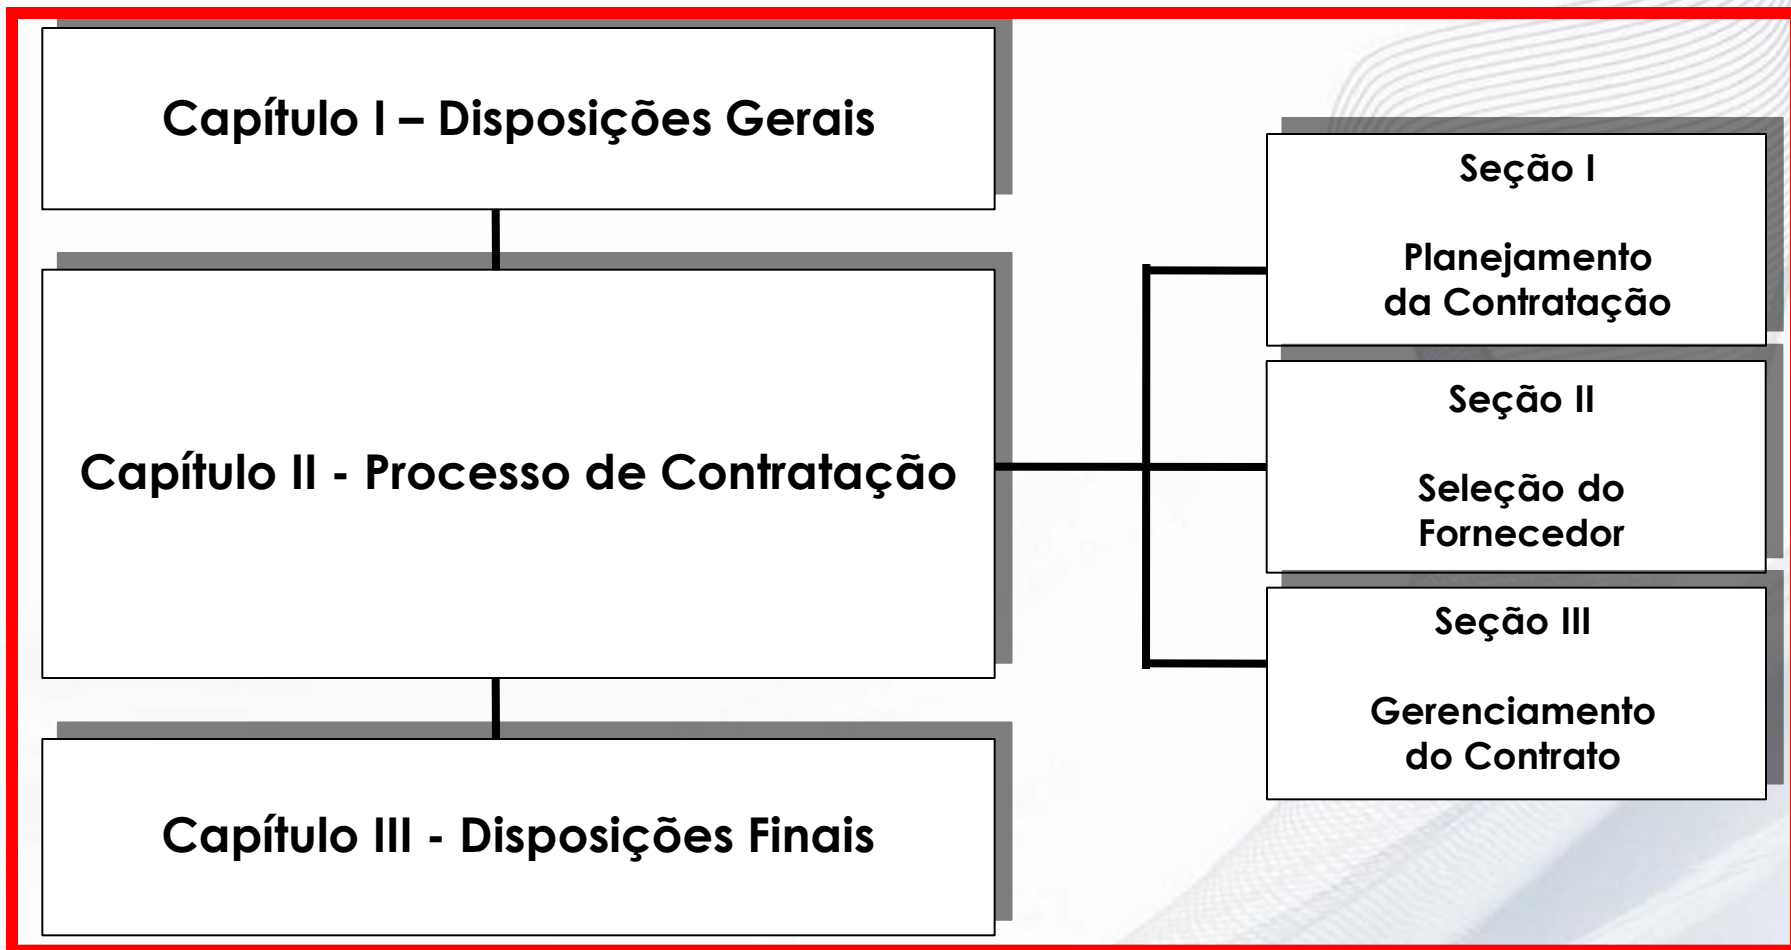 Capítulo I – Disposições Gerais
Capítulo II - Processo de Contratação
Capítulo III - Disposições Finais
Seção I
Planejamento
da Contratação
Seção II
Seleção do
Fornecedor
Seção III
Gerenciamento
do Contrato